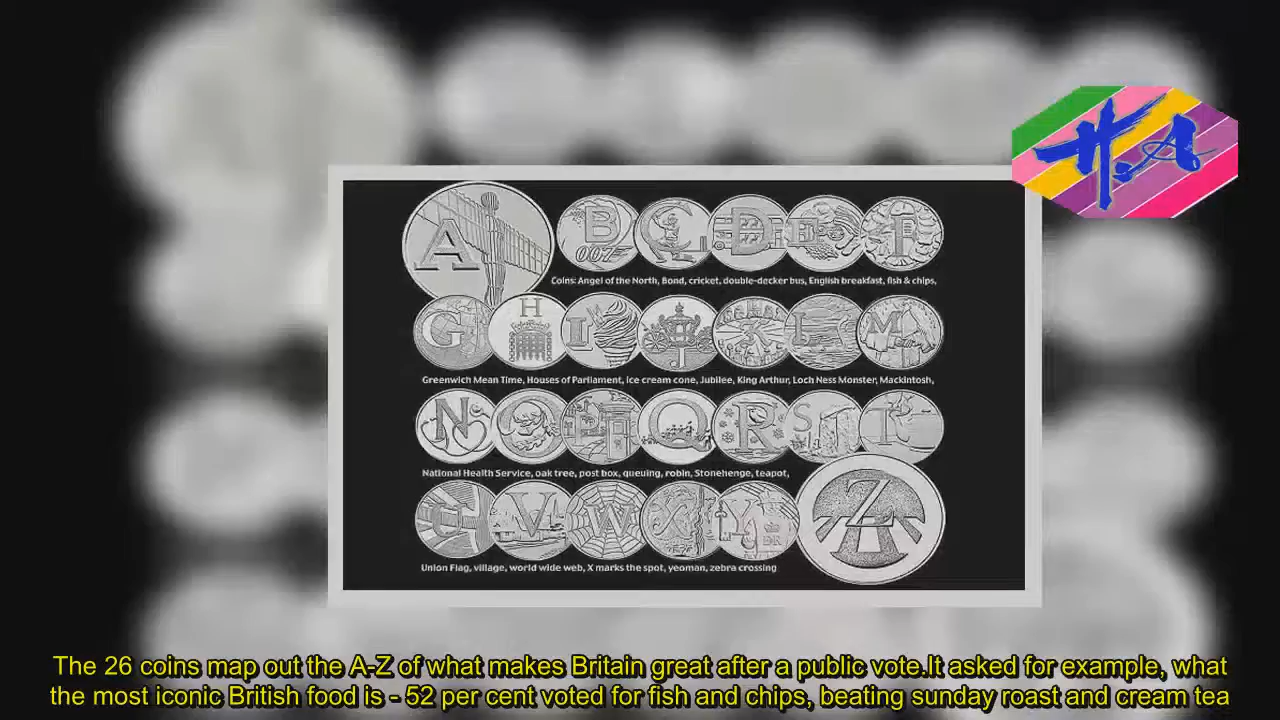 H.A
A
B
007
C
D
E
F
Coins: Angel of the North, Bond, cricket, double-decker bus, English breakfast, fish & chips,
G
H
I
J
K
L
M
Greenwich Mean Time, Houses of Parliament, ice cream cone, Jubilee, King Arthur, Loch Ness Monster, Mackintosh,
N
O
P
Q
R
S
T
National Health Service, oak tree, post box, queuing, robin, Stonehenge, teapot,
U
V
W
X
Y
Z
Union Flag, village, world wide web, X marks the spot, yeoman, zebra crossing
The 26 coins map out the A-Z of what makes Britain great after a public vote.It asked for example, what
the most iconic British food is - 52 per cent voted for fish and chips, beating sunday roast and cream tea